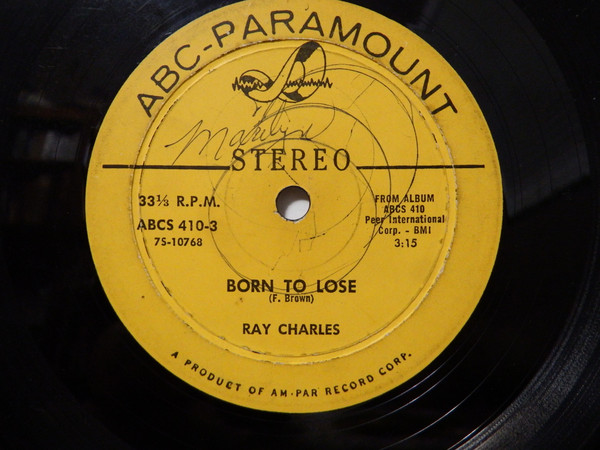 ABC-PARAMOUNT
Marilyn
STEREO
33⅓ R.P.M.
ABCS 410-3
7S-10768
FROM ALBUM
ABCS 410
Peer International
Corp. - BMI
3:15
BORN TO LOSE
(F. Brown)
RAY CHARLES
A PRODUCT OF AM-PAR RECORD CORP.